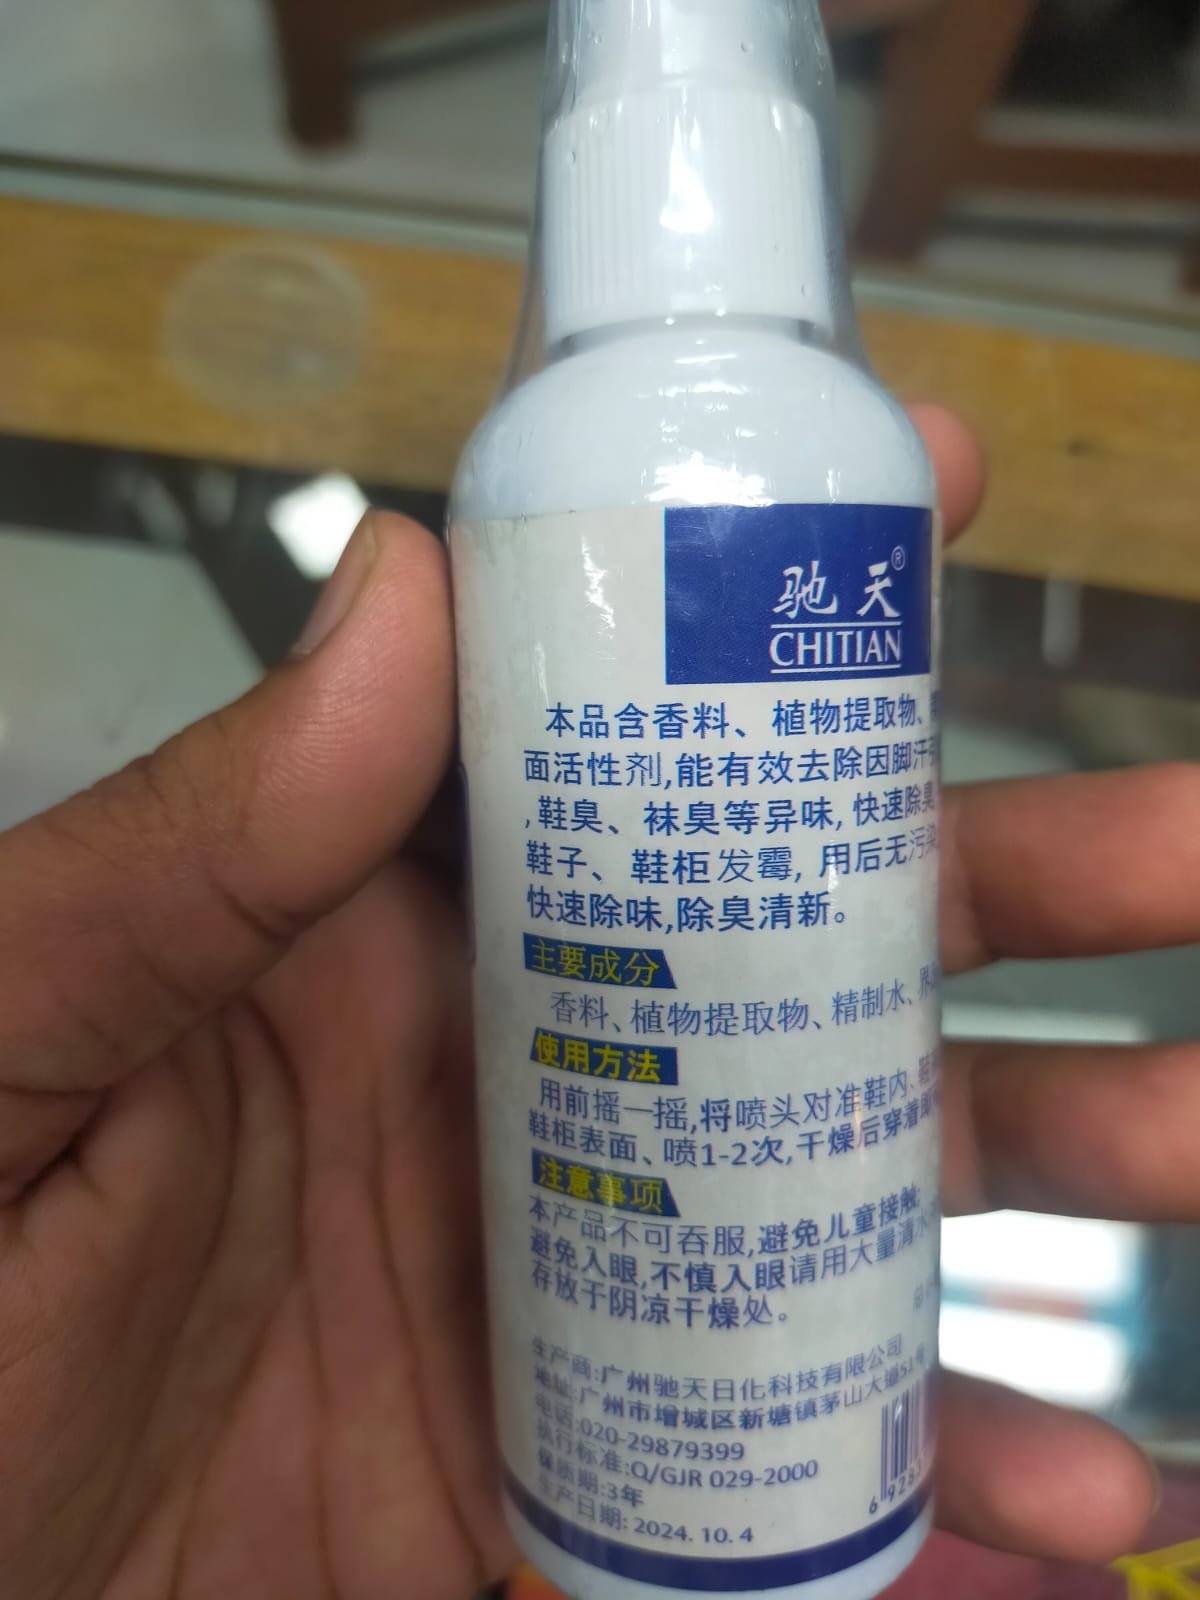 驰天®
CHITIAN
本品含香料、植物提取物、
面活性剂,能有效去除因脚汗
,鞋臭、袜臭等异味,快速除臭
鞋子、鞋柜发霉,用后无污染
快速除味,除臭清新。
主要成分
香料、植物提取物、精制水、界
使用方法
用前摇一摇,将喷头对准鞋内、鞋
鞋柜表面、喷1-2次,干燥后穿着即
注意事项
本产品不可吞服,避免儿童接触;
避免入眼,不慎入眼请用大量清水
存放于阴凉干燥处。
生产商:广州驰天日化科技有限公司
地址:广州市增城区新塘镇茅山大道51号
电话:020-29879399
执行标准:Q/GJR 029-2000
保质期:3年
生产日期: 2024. 10. 4
6 9283